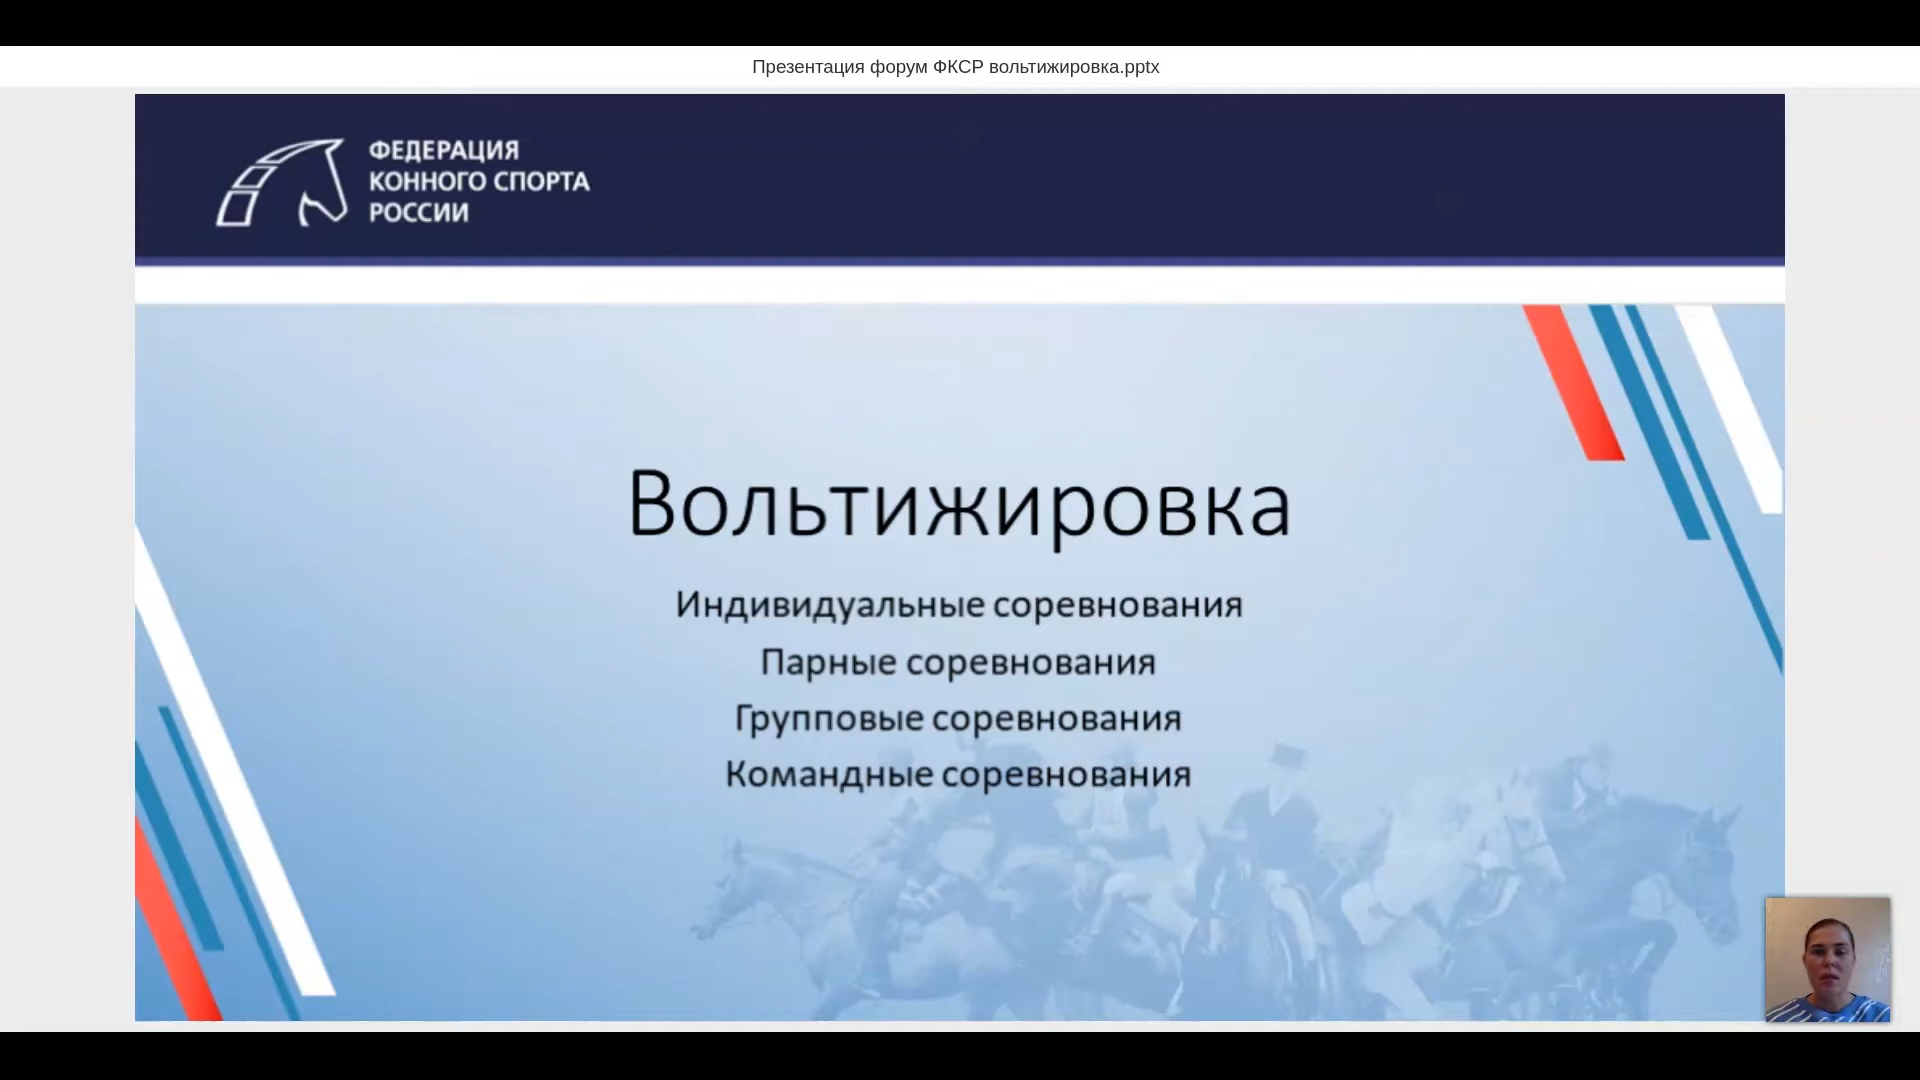 Презентация форум ФКСР вольтижировка.pptx
ФЕДЕРАЦИЯ
КОННОГО СПОРТА
РОССИИ
Вольтижировка
Индивидуальные соревнования
Парные соревнования
Групповые соревнования
Командные соревнования